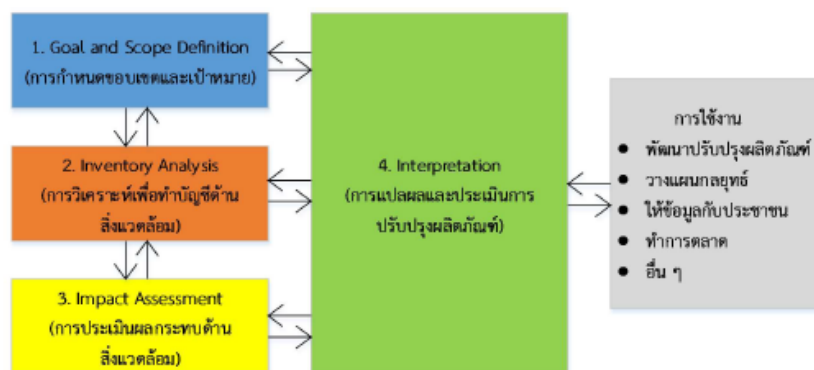 1. Goal and Scope Definition
(การกำหนดขอบเขตและเป้าหมาย)
2. Inventory Analysis
(การวิเคราะห์เพื่อทำบัญชีด้าน
สิ่งแวดล้อม)
3. Impact Assessment
(การประเมินผลกระทบด้าน
สิ่งแวดล้อม)
4. Interpretation
(การแปลผลและประเมินการ
ปรับปรุงผลิตภัณฑ์)
การใช้งาน
● พัฒนาปรับปรุงผลิตภัณฑ์
● วางแผนกลยุทธ์
● ให้ข้อมูลกับประชาชน
● ทำการตลาด
● อื่น ๆ